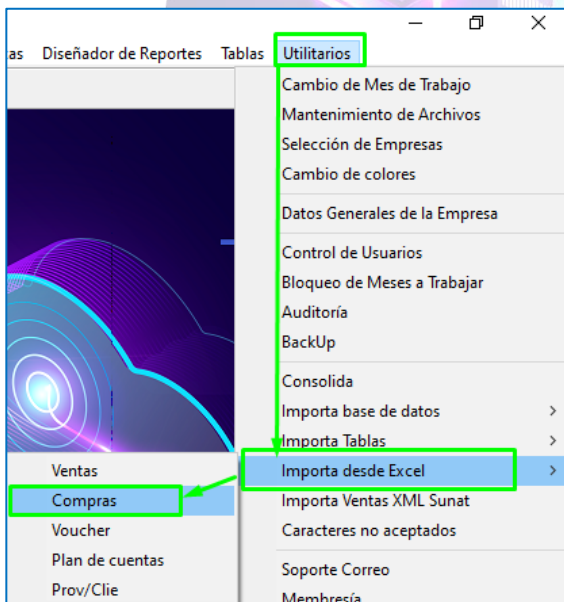 as Diseñador de Reportes Tablas Utilitarios
Cambio de Mes de Trabajo
Mantenimiento de Archivos
Selección de Empresas
Cambio de colores
Datos Generales de la Empresa
Control de Usuarios
Bloqueo de Meses a Trabajar
Auditoría
BackUp
Consolida
Importa base de datos
Importa Tablas
Importa desde Excel
Importa Ventas XML Sunat
Caracteres no aceptados
Soporte Correo
Membresía
Ventas
Compras
Voucher
Plan de cuentas
Prov/Clie